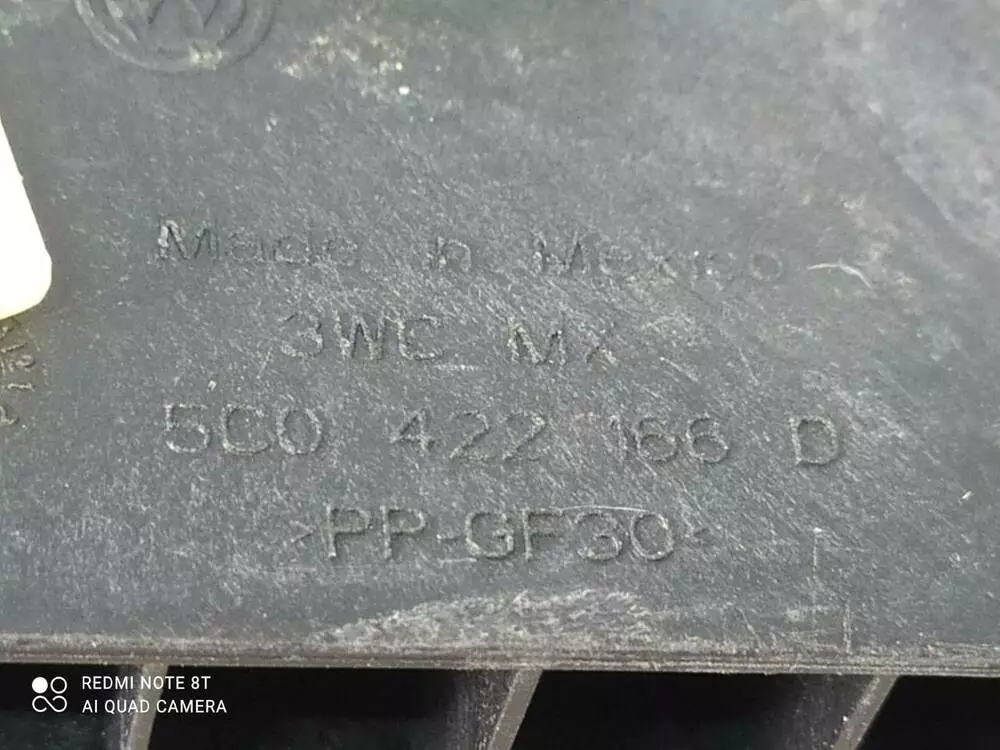 Made in Mexico
3WC MX
5C0 422 166 D
>PP-GF30<
REDMI NOTE 8T
AI QUAD CAMERA